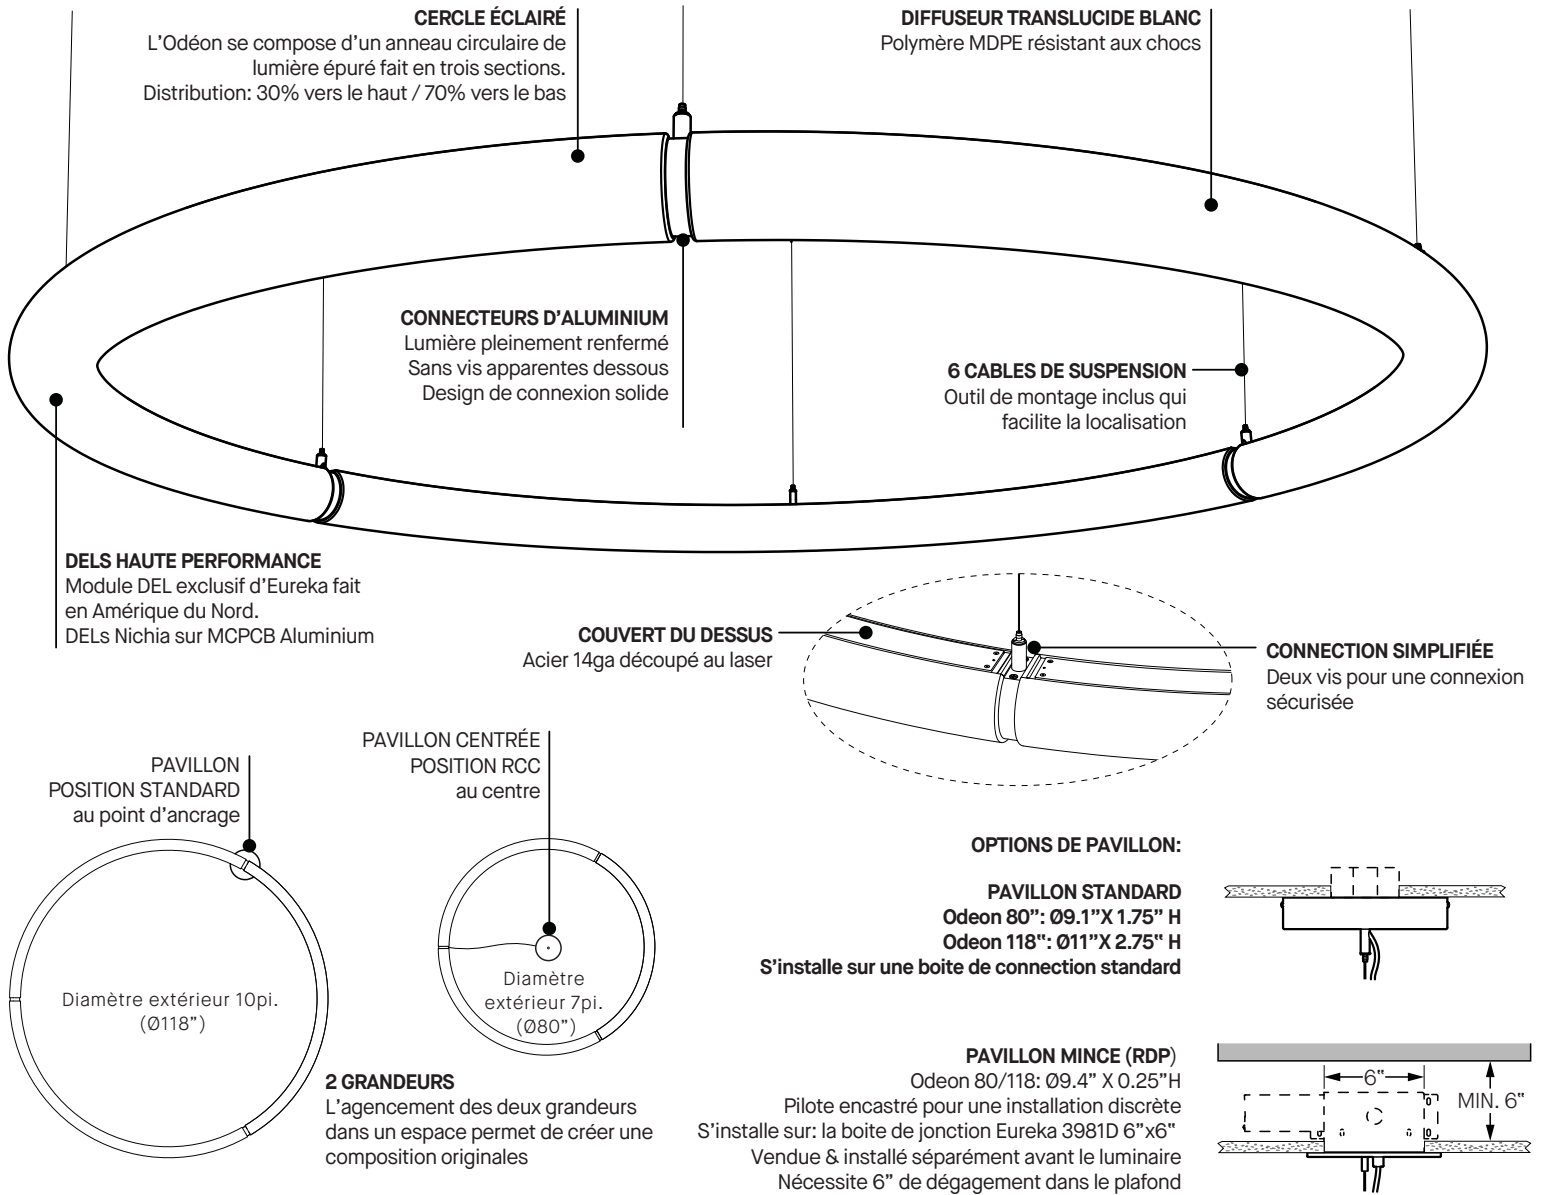 CERCLE ÉCLAIRÉ
L'Odéon se compose d'un anneau circulaire de
lumière épuré fait en trois sections.
Distribution: 30% vers le haut / 70% vers le bas
DIFFUSEUR TRANSLUCIDE BLANC
Polymère MDPE résistant aux chocs
CONNECTEURS D'ALUMINIUM
Lumière pleinement renfermé
Sans vis apparentes dessous
Design de connexion solide
6 CABLES DE SUSPENSION
Outil de montage inclus qui
facilite la localisation
DELS HAUTE PERFORMANCE
Module DEL exclusif d'Eureka fait
en Amérique du Nord.
DELs Nichia sur MCPCB Aluminium
COUVERT DU DESSUS
Acier 14ga découpé au laser
CONNECTION SIMPLIFIÉE
Deux vis pour une connexion
sécurisée
PAVILLON
POSITION STANDARD
au point d'ancrage
Diamètre extérieur 10pi.
(Ø118”)
PAVILLON CENTRÉE
POSITION RCC
au centre
Diamètre
extérieur 7pi.
(Ø80”)
2 GRANDEURS
L'agencement des deux grandeurs
dans un espace permet de créer une
composition originales
OPTIONS DE PAVILLON:
PAVILLON STANDARD
Odeon 80”: Ø9.1”X 1.75” H
Odeon 118“: Ø11”X 2.75“ H
S'installe sur une boite de connection standard
PAVILLON MINCE (RDP)
Odeon 80/118: Ø9.4” X 0.25”H
Pilote encastré pour une installation discrète
S'installe sur: la boite de jonction Eureka 3981D 6”x6“
Vendue & installé séparément avant le luminaire
Nécessite 6” de dégagement dans le plafond
6“
MIN. 6“